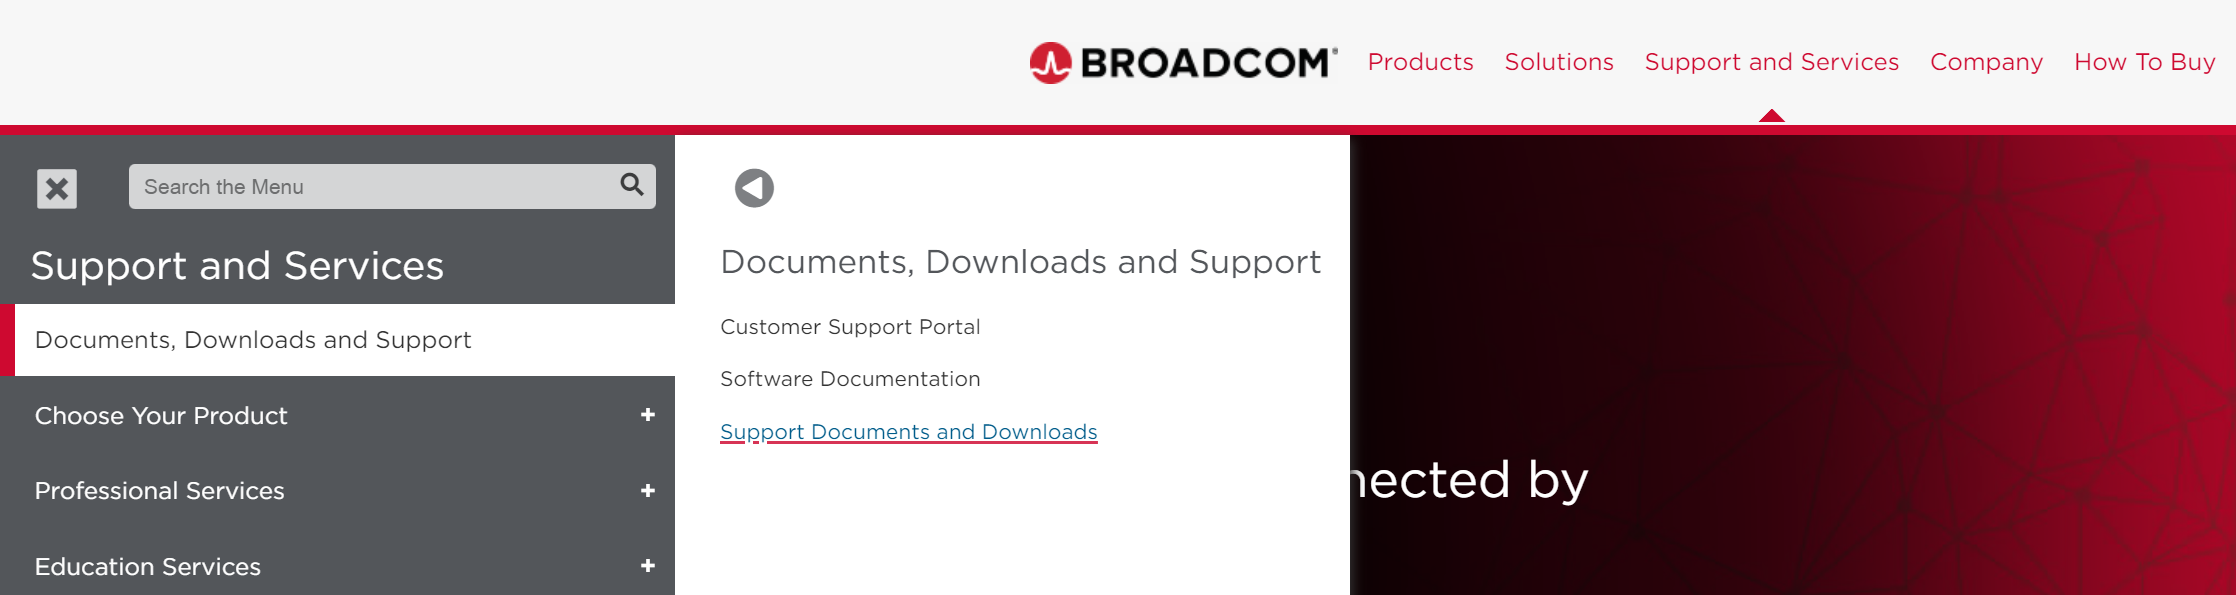 BROADCOM®
Products
Solutions
Support and Services
Company
How To Buy
Search the Menu
Support and Services
Documents, Downloads and Support
Choose Your Product +
Professional Services +
Education Services +
Documents, Downloads and Support
Customer Support Portal
Software Documentation
Support Documents and Downloads
nected by